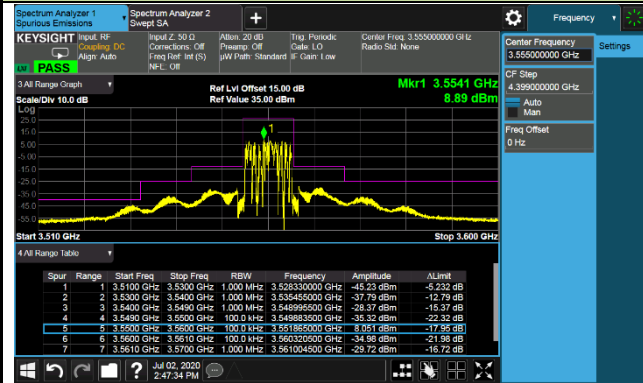 Spectrum Analyzer 1
Spurious Emissions
Spectrum Analyzer 2
Swept SA
+
Frequency
KEYSIGHT
Input: RF
Coupling: DC
Align: Auto
Input Z: 50 Ω
Corrections: Off
Freq Ref: Int (S)
NFE: Off
Atten: 20 dB
Preamp: Off
µW Path: Standard
Trig: Periodic
Gate: LO
IF Gain: Low
Center Freq: 3.555000000 GHz
Radio Std: None
LXI
PASS
Center Frequency
3.555000000 GHz
Settings
CF Step
4.399000000 GHz
Auto
Man
Freq Offset
0 Hz
3 All Range Graph
Scale/Div 10.0 dB
Ref Lvl Offset 15.00 dB
Ref Value 35.00 dBm
Mkr1 3.5541 GHz
8.89 dBm
Log
25.0
15.0
5.00
-5.00
-15.0
-25.0
-35.0
-45.0
-55.0
1
Start 3.510 GHz
Stop 3.600 GHz
4 All Range Table
Spur Range Start Freq Stop Freq RBW Frequency Amplitude ΔLimit
1 1 3.5100 GHz 3.5300 GHz 1.000 MHz 3.528330000 GHz -45.23 dBm -5.232 dB
2 2 3.5300 GHz 3.5400 GHz 1.000 MHz 3.535455000 GHz -37.79 dBm -12.79 dB
3 3 3.5400 GHz 3.5490 GHz 1.000 MHz 3.548995500 GHz -28.37 dBm -15.37 dB
4 4 3.5490 GHz 3.5500 GHz 100.0 kHz 3.549883500 GHz -35.32 dBm -22.32 dB
5 5 3.5500 GHz 3.5600 GHz 100.0 kHz 3.551865000 GHz 8.051 dBm -17.95 dB
6 6 3.5600 GHz 3.5610 GHz 100.0 kHz 3.560320500 GHz -34.98 dBm -21.98 dB
7 7 3.5610 GHz 3.5700 GHz 1.000 MHz 3.561004500 GHz -29.72 dBm -16.72 dB
?
Jul 02, 2020
2:47:34 PM